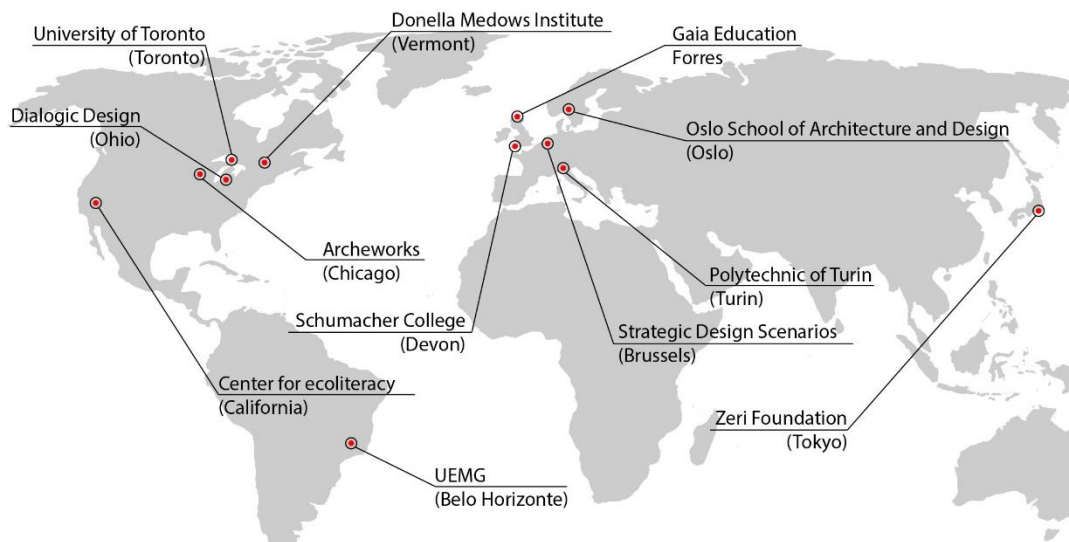 Donella Medows Institute
(Vermont)
University of Toronto
(Toronto)
Gaia Education
Forres
Dialogic Design
(Ohio)
Oslo School of Architecture and Design
(Oslo)
Archeworks
(Chicago)
Polytechnic of Turin
(Turin)
Schumacher College
(Devon)
Strategic Design Scenarios
(Brussels)
Center for ecoliteracy
(California)
Zeri Foundation
(Tokyo)
UEMG
(Belo Horizonte)